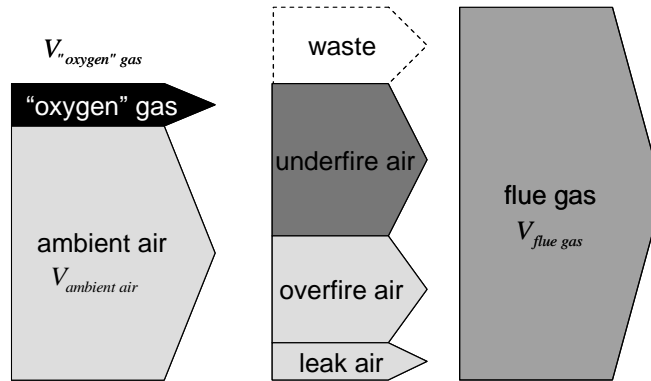 V"oxygen" gas
“oxygen” gas
ambient air
Vambient air
waste
underfire air
overfire air
leak air
flue gas
Vflue gas